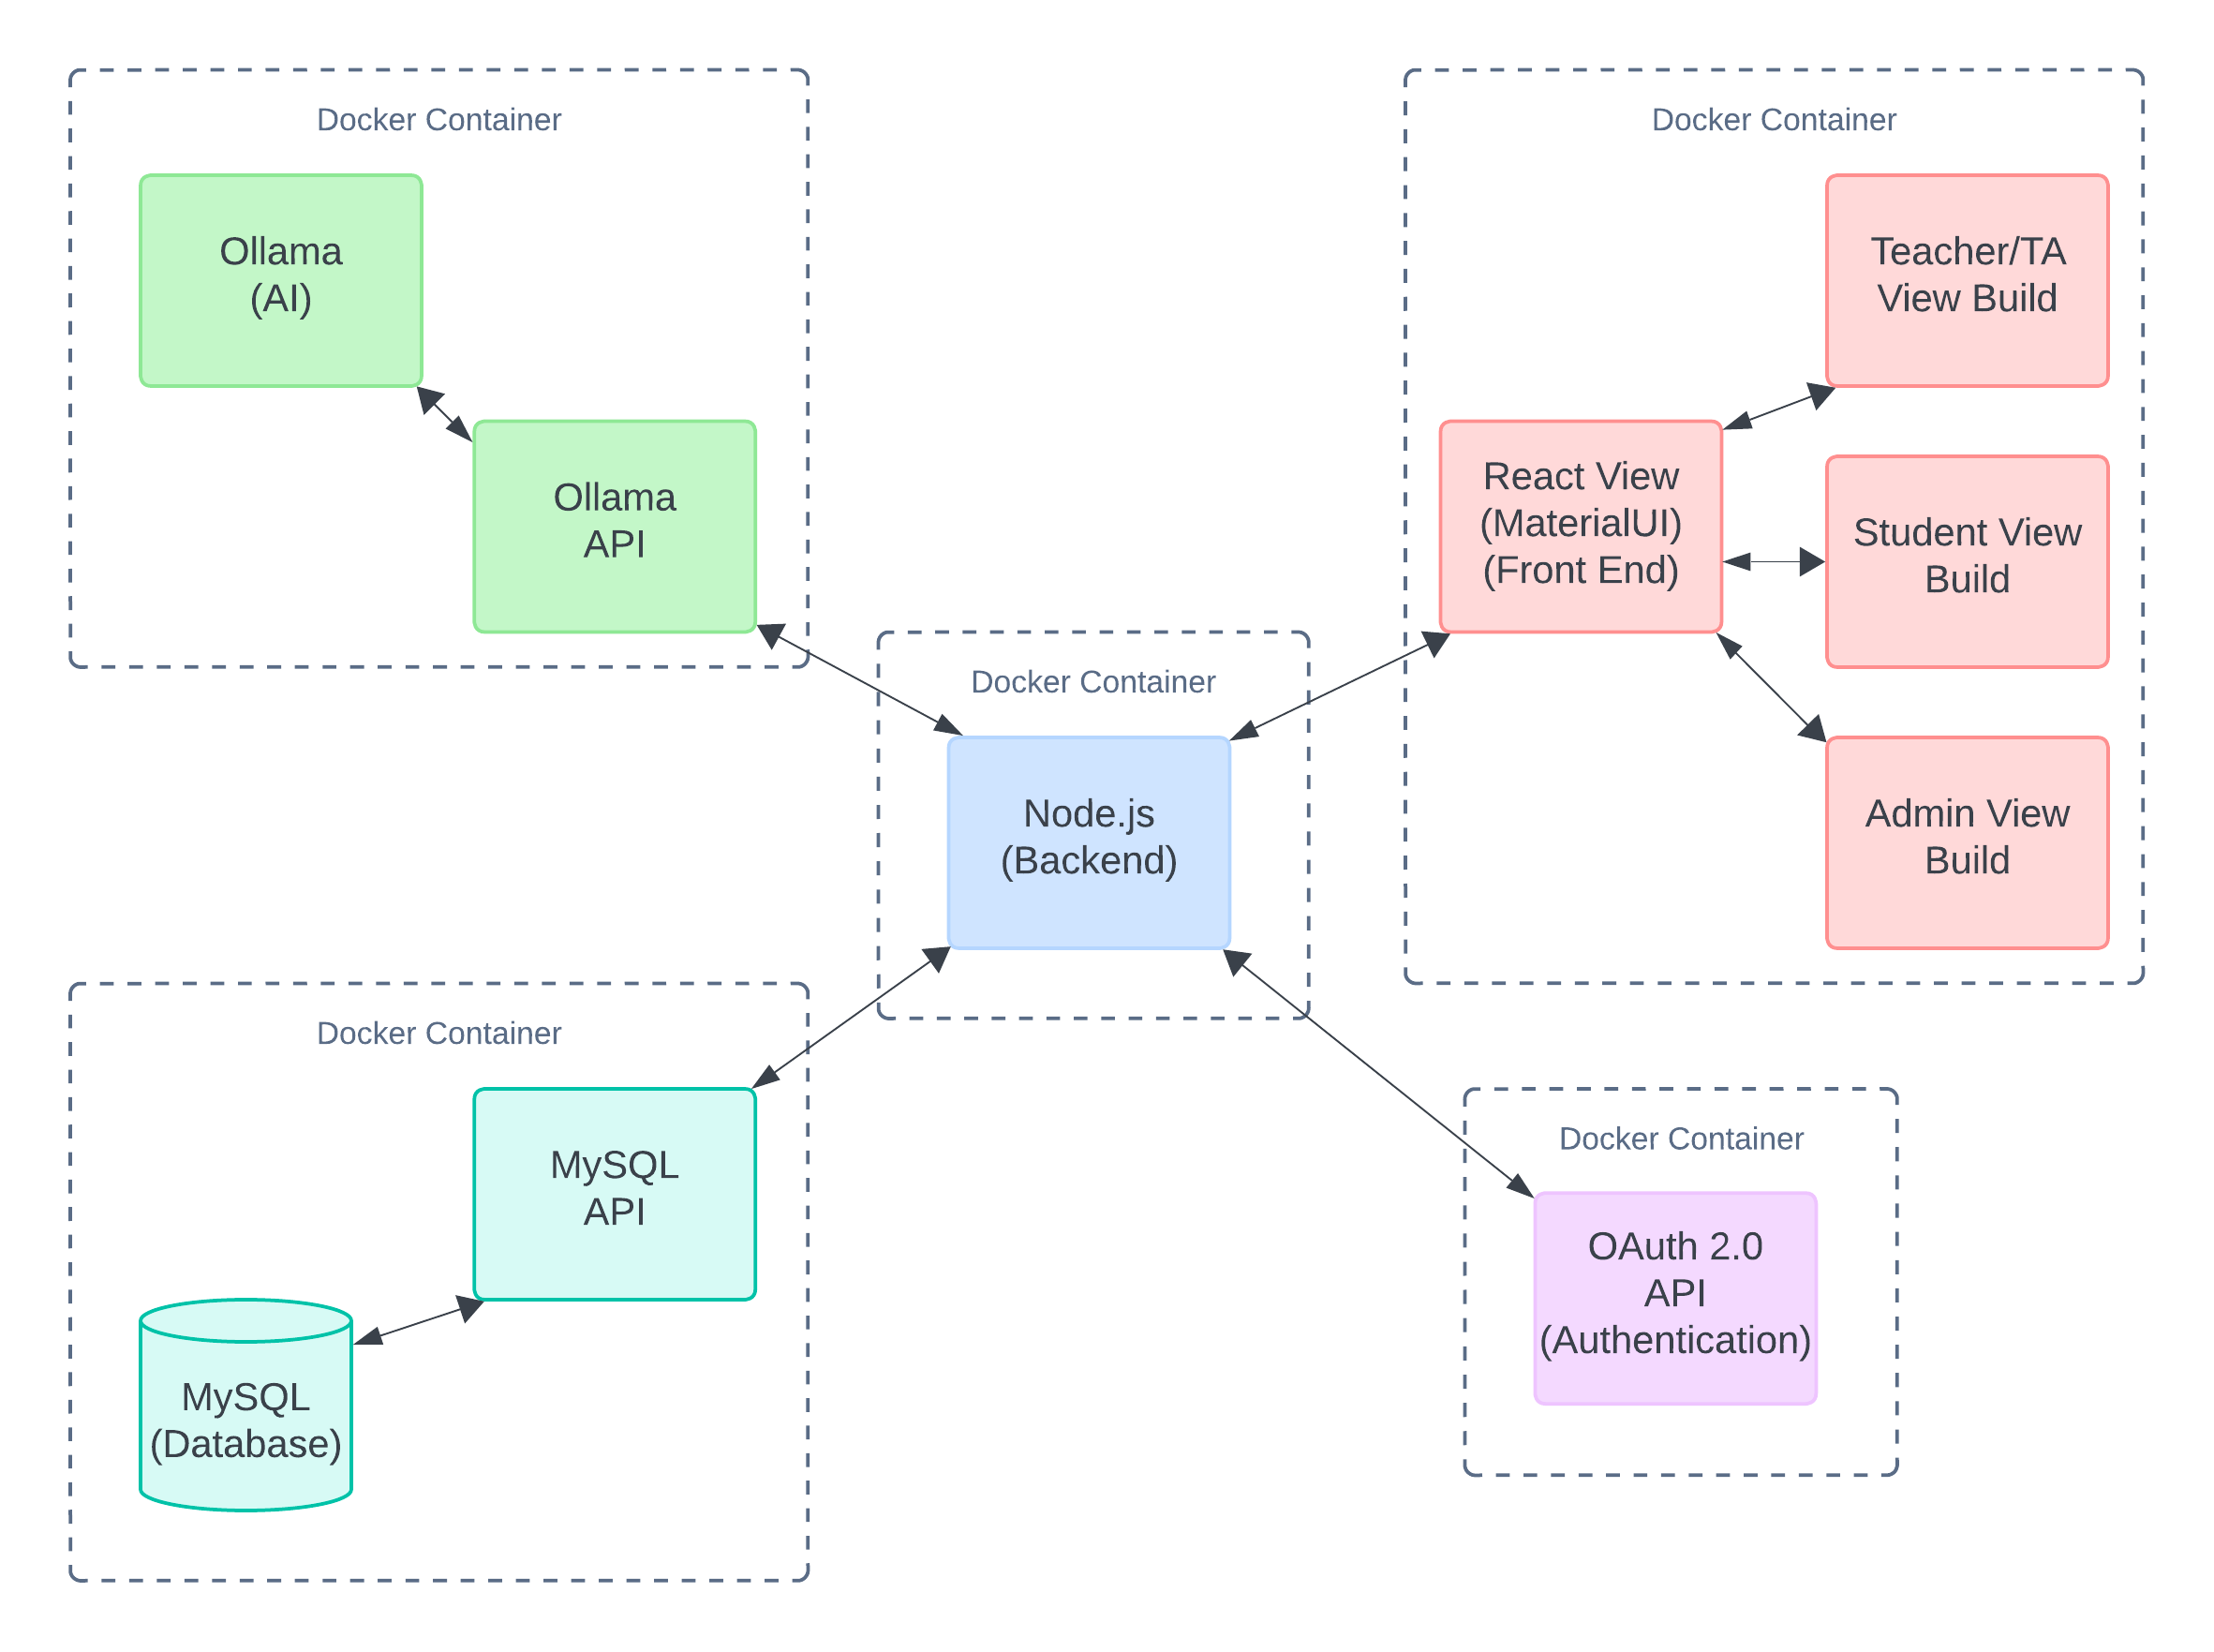 Docker Container
Ollama
(AI)
Ollama
API
Docker Container
Teacher/TA
View Build
React View
(MaterialUI)
(Front End)
Student View
Build
Admin View
Build
Docker Container
Node.js
(Backend)
Docker Container
MySQL
API
MySQL
(Database)
Docker Container
OAuth 2.0
API
(Authentication)